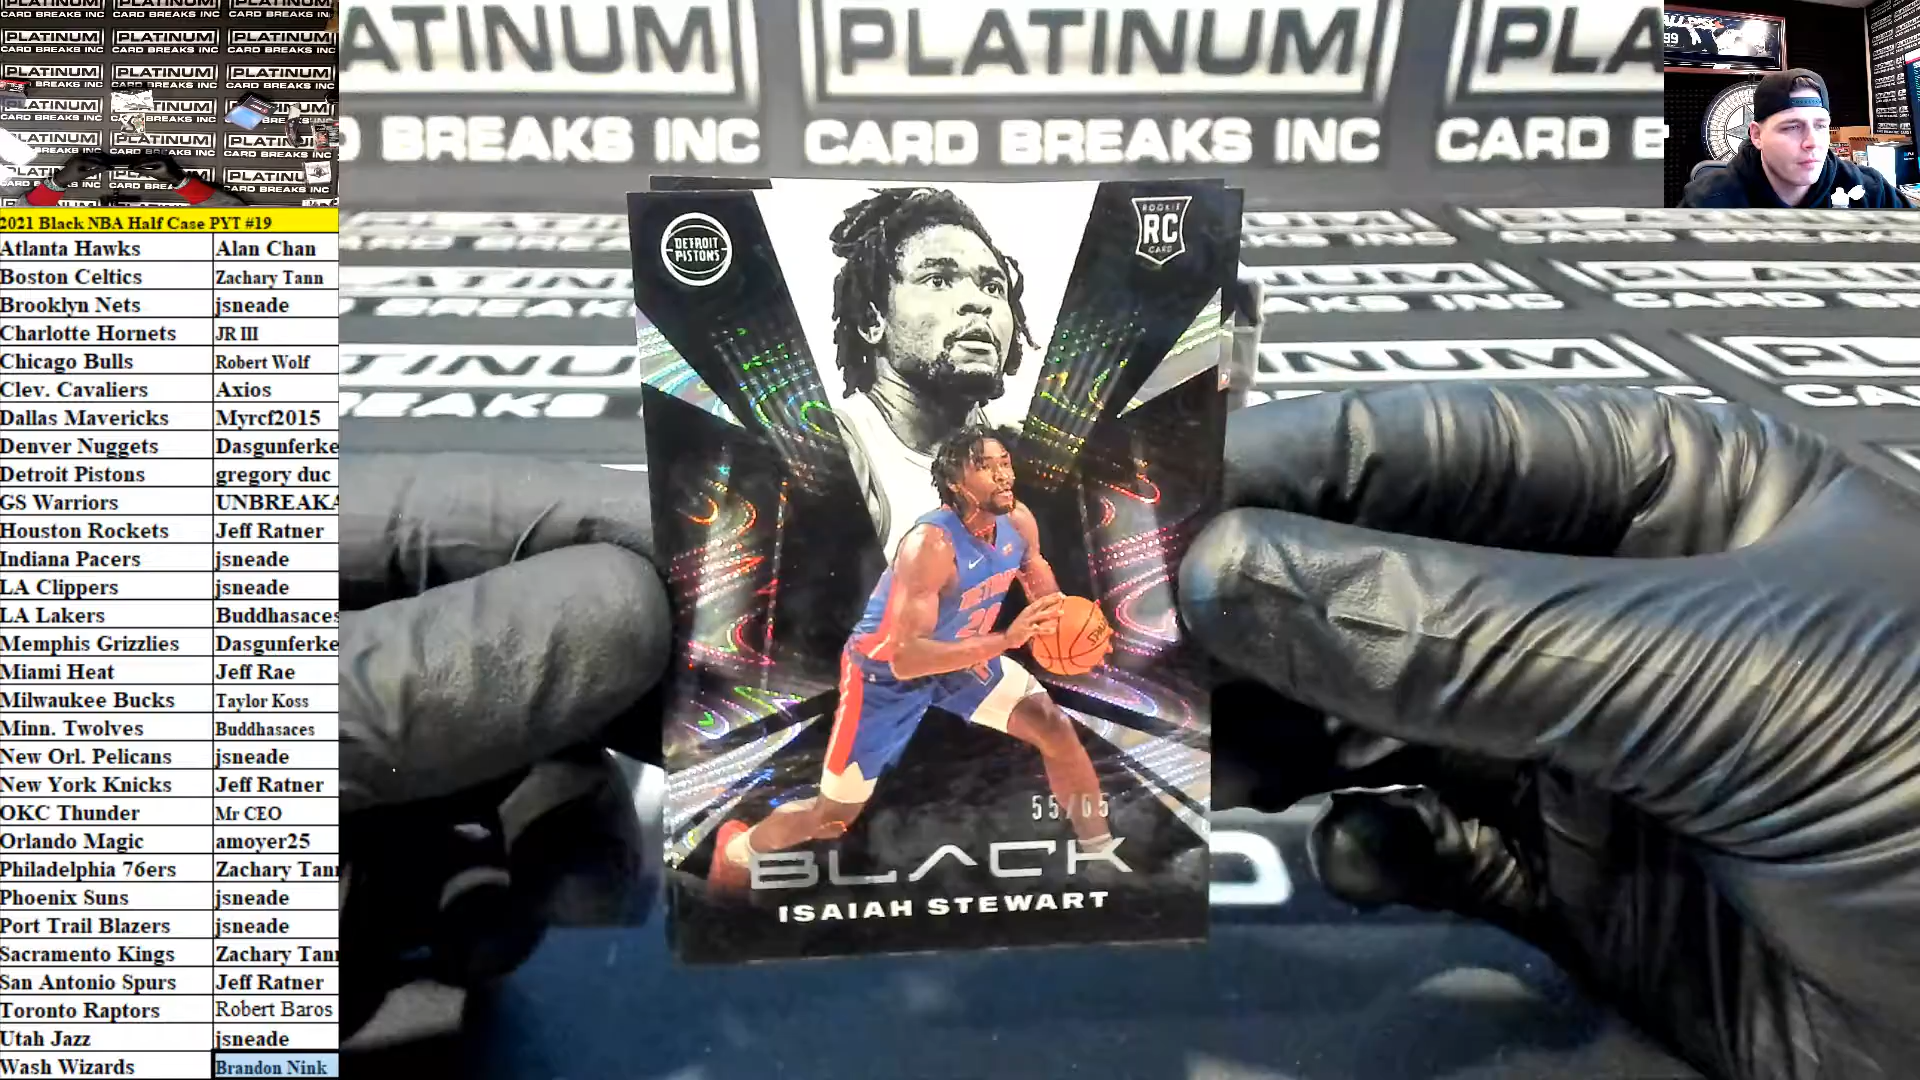 PLATINUM
CARD BREAKS INC
2021 Black NBA Half Case PYT #19
Atlanta Hawks Alan Chan
Boston Celtics Zachary Tann
Brooklyn Nets jsneade
Charlotte Hornets JR III
Chicago Bulls Robert Wolf
Clev. Cavaliers Axios
Dallas Mavericks Myrcf2015
Denver Nuggets Dasgunferke
Detroit Pistons gregory duc
GS Warriors UNBREAKA
Houston Rockets Jeff Ratner
Indiana Pacers jsneade
LA Clippers jsneade
LA Lakers Buddhasaces
Memphis Grizzlies Dasgunferke
Miami Heat Jeff Rae
Milwaukee Bucks Taylor Koss
Minn. Twolves Buddhasaces
New Orl. Pelicans jsneade
New York Knicks Jeff Ratner
OKC Thunder Mr CEO
Orlando Magic amoyer25
Philadelphia 76ers Zachary Tann
Phoenix Suns jsneade
Port Trail Blazers jsneade
Sacramento Kings Zachary Tann
San Antonio Spurs Jeff Ratner
Toronto Raptors Robert Baros
Utah Jazz jsneade
Wash Wizards Brandon Nink
DETROIT
PISTONS
ROOKIE
RC
CARD
55/65
BLACK
ISAIAH STEWART